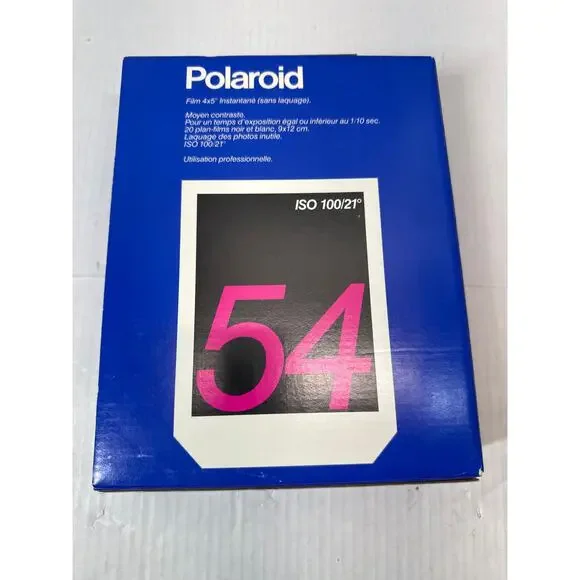 Polaroid
Film 4x5" Instantané (sans laquage).
Moyen contraste.
Pour un temps d'exposition égal ou inférieur au 1/10 sec.
20 plan-films noir et blanc, 9x12 cm.
Laquage des photos inutile.
ISO 100/21°
Utilisation professionnelle.
ISO 100/21°
54